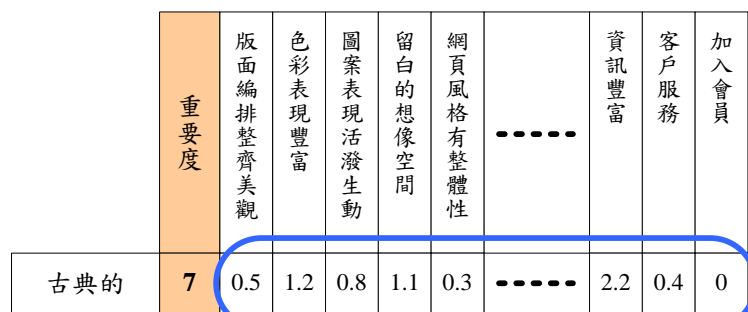 重要度
版面編排整齊美觀
色彩表現豐富
圖案表現活潑生動
留白的想像空間
網頁風格有整體性
資訊豐富
客戶服務
加入會員
古典的 7 0.5 1.2 0.8 1.1 0.3 ----- 2.2 0.4 0